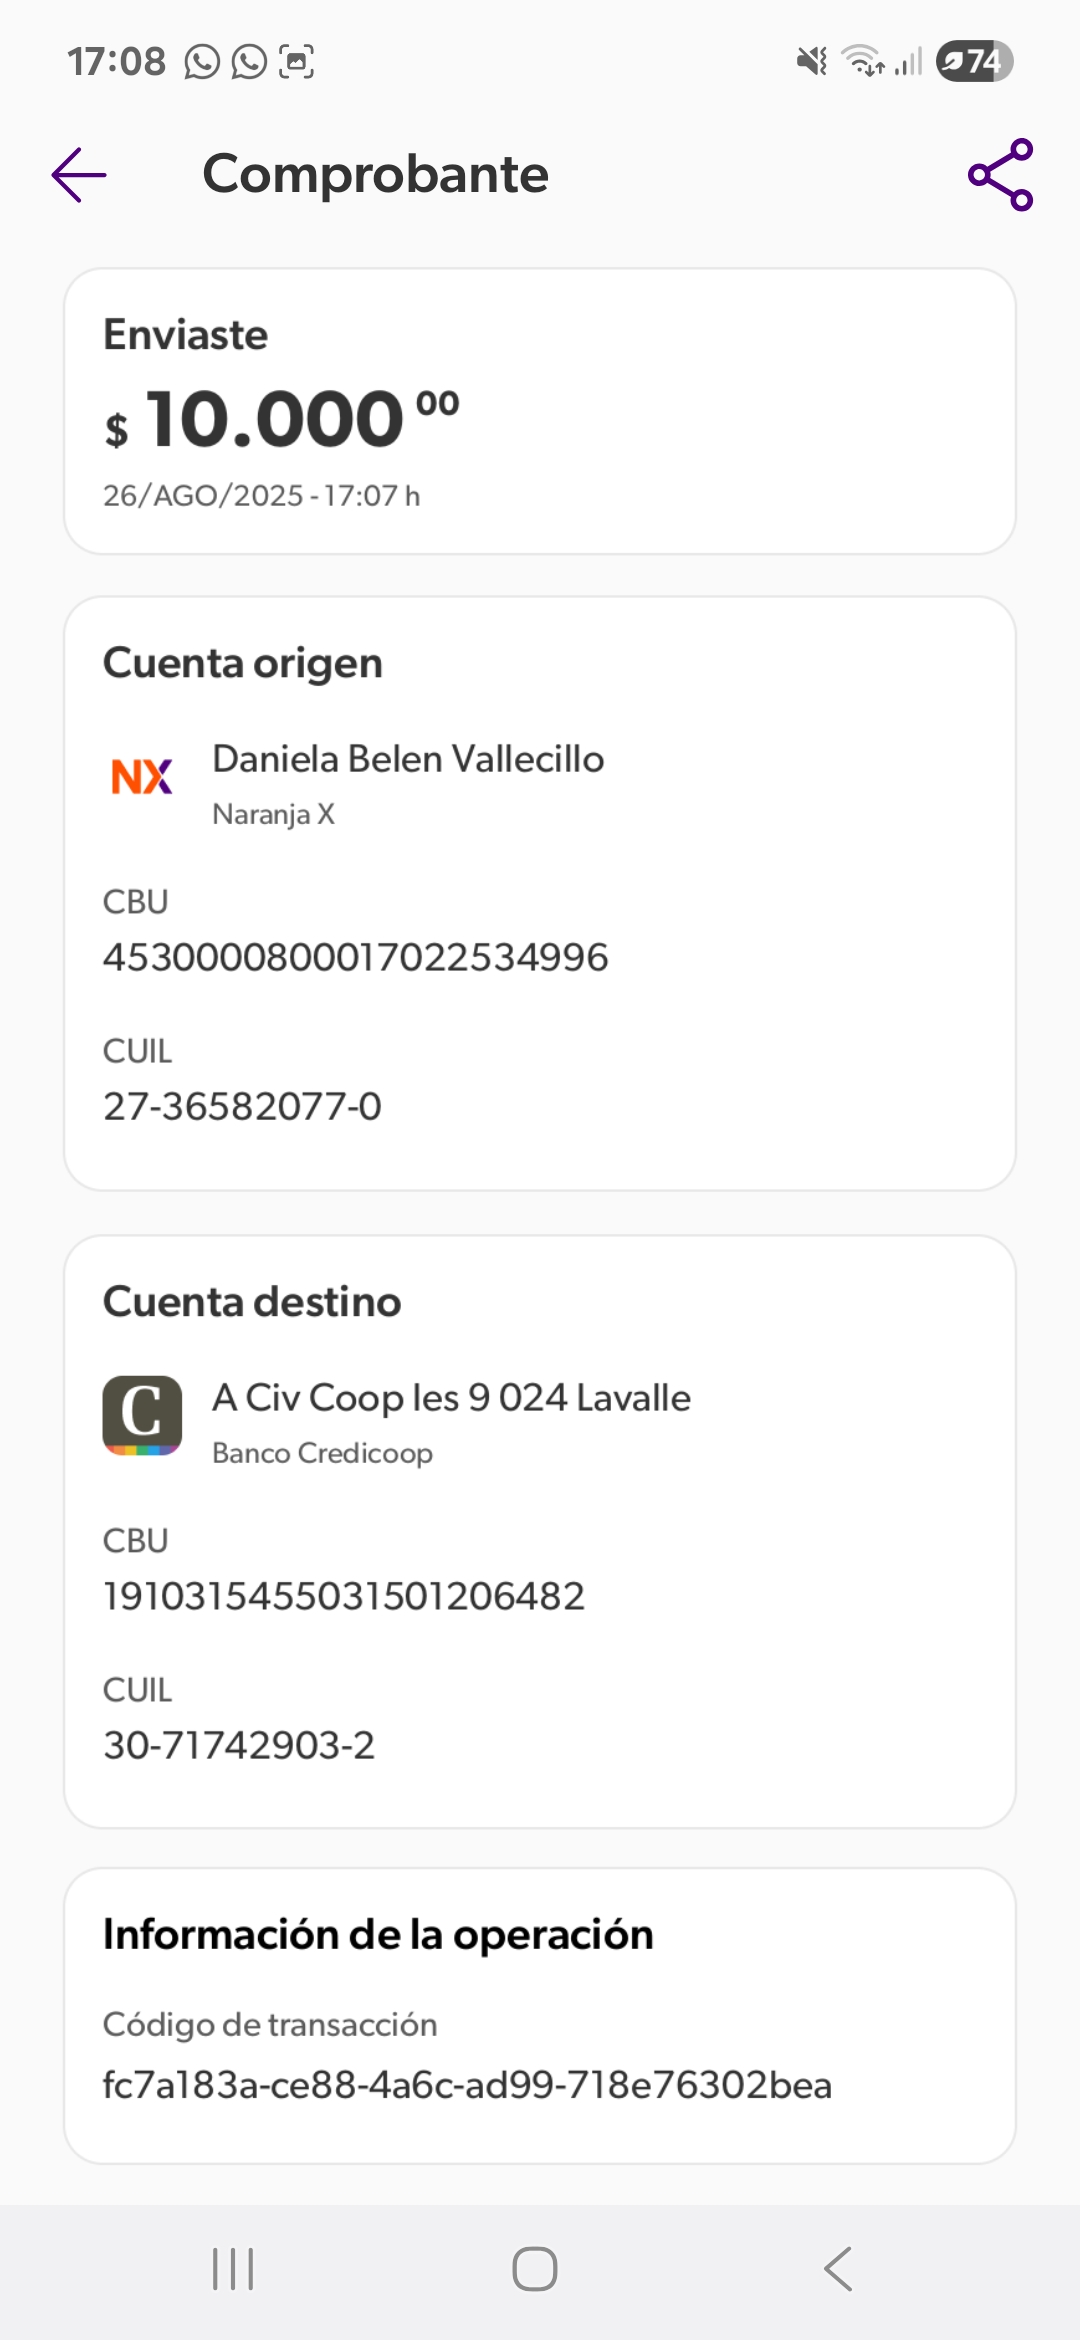 17:08
74
Comprobante
Enviaste
$ 10.000 00
26/AGO/2025 - 17:07 h
Cuenta origen
NX
Daniela Belen Vallecillo
Naranja X
CBU
4530000800017022534996
CUIL
27-36582077-0
Cuenta destino
C
A Civ Coop Ies 9 024 Lavalle
Banco Credicoop
CBU
1910315455031501206482
CUIL
30-71742903-2
Información de la operación
Código de transacción
fc7a183a-ce88-4a6c-ad99-718e76302bea